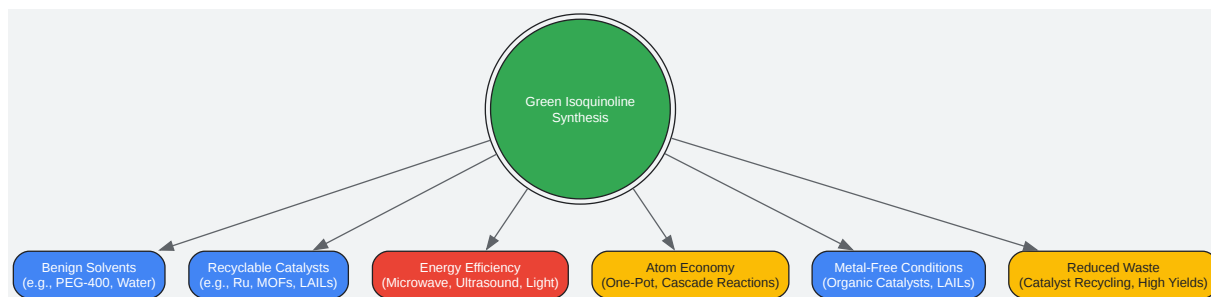 Green Isoquinoline
Synthesis
Benign Solvents
(e.g., PEG-400, Water)
Recyclable Catalysts
(e.g., Ru, MOFs, LAILs)
Energy Efficiency
(Microwave, Ultrasound, Light)
Atom Economy
(One-Pot, Cascade Reactions)
Metal-Free Conditions
(Organic Catalysts, LAILs)
Reduced Waste
(Catalyst Recycling, High Yields)